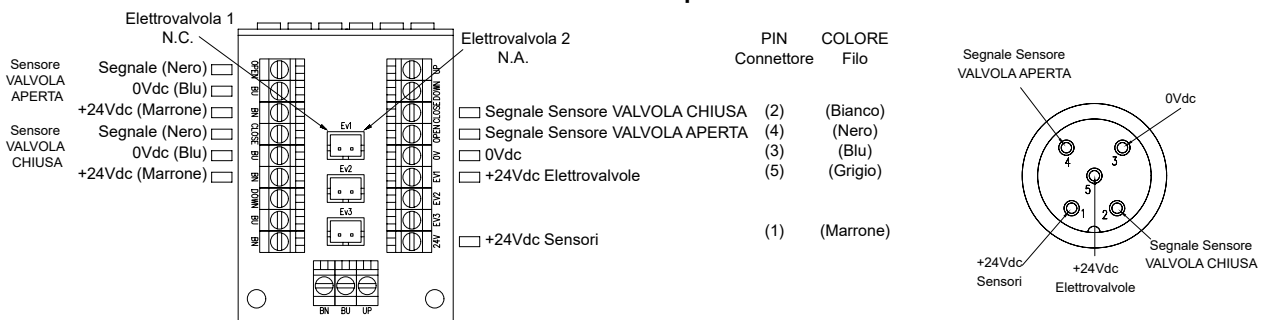 Elettrovalvola 1
N.C.
Elettrovalvola 2
N.A.
PIN
Connettore
COLORE
Filo
Sensore
VALVOLA
APERTA
Segnale (Nero)
0Vdc (Blu)
+24Vdc (Marrone)
Sensore
VALVOLA
CHIUSA
Segnale (Nero)
0Vdc (Blu)
+24Vdc (Marrone)
OPEN
BU
BN
CLOSE
BU
BN
DOWN
BU
BN
Ev1
Ev2
Ev3
UP
DOWN
CLOSE
OPEN
0V
EV1
EV2
EV3
24V
BN BU UP
Segnale Sensore VALVOLA CHIUSA (2) (Bianco)
Segnale Sensore VALVOLA APERTA (4) (Nero)
0Vdc (3) (Blu)
+24Vdc Elettrovalvole (5) (Grigio)
+24Vdc Sensori (1) (Marrone)
Segnale Sensore
VALVOLA APERTA
0Vdc
4
3
5
1
2
+24Vdc
Sensori
+24Vdc
Elettrovalvole
Segnale Sensore
VALVOLA CHIUSA